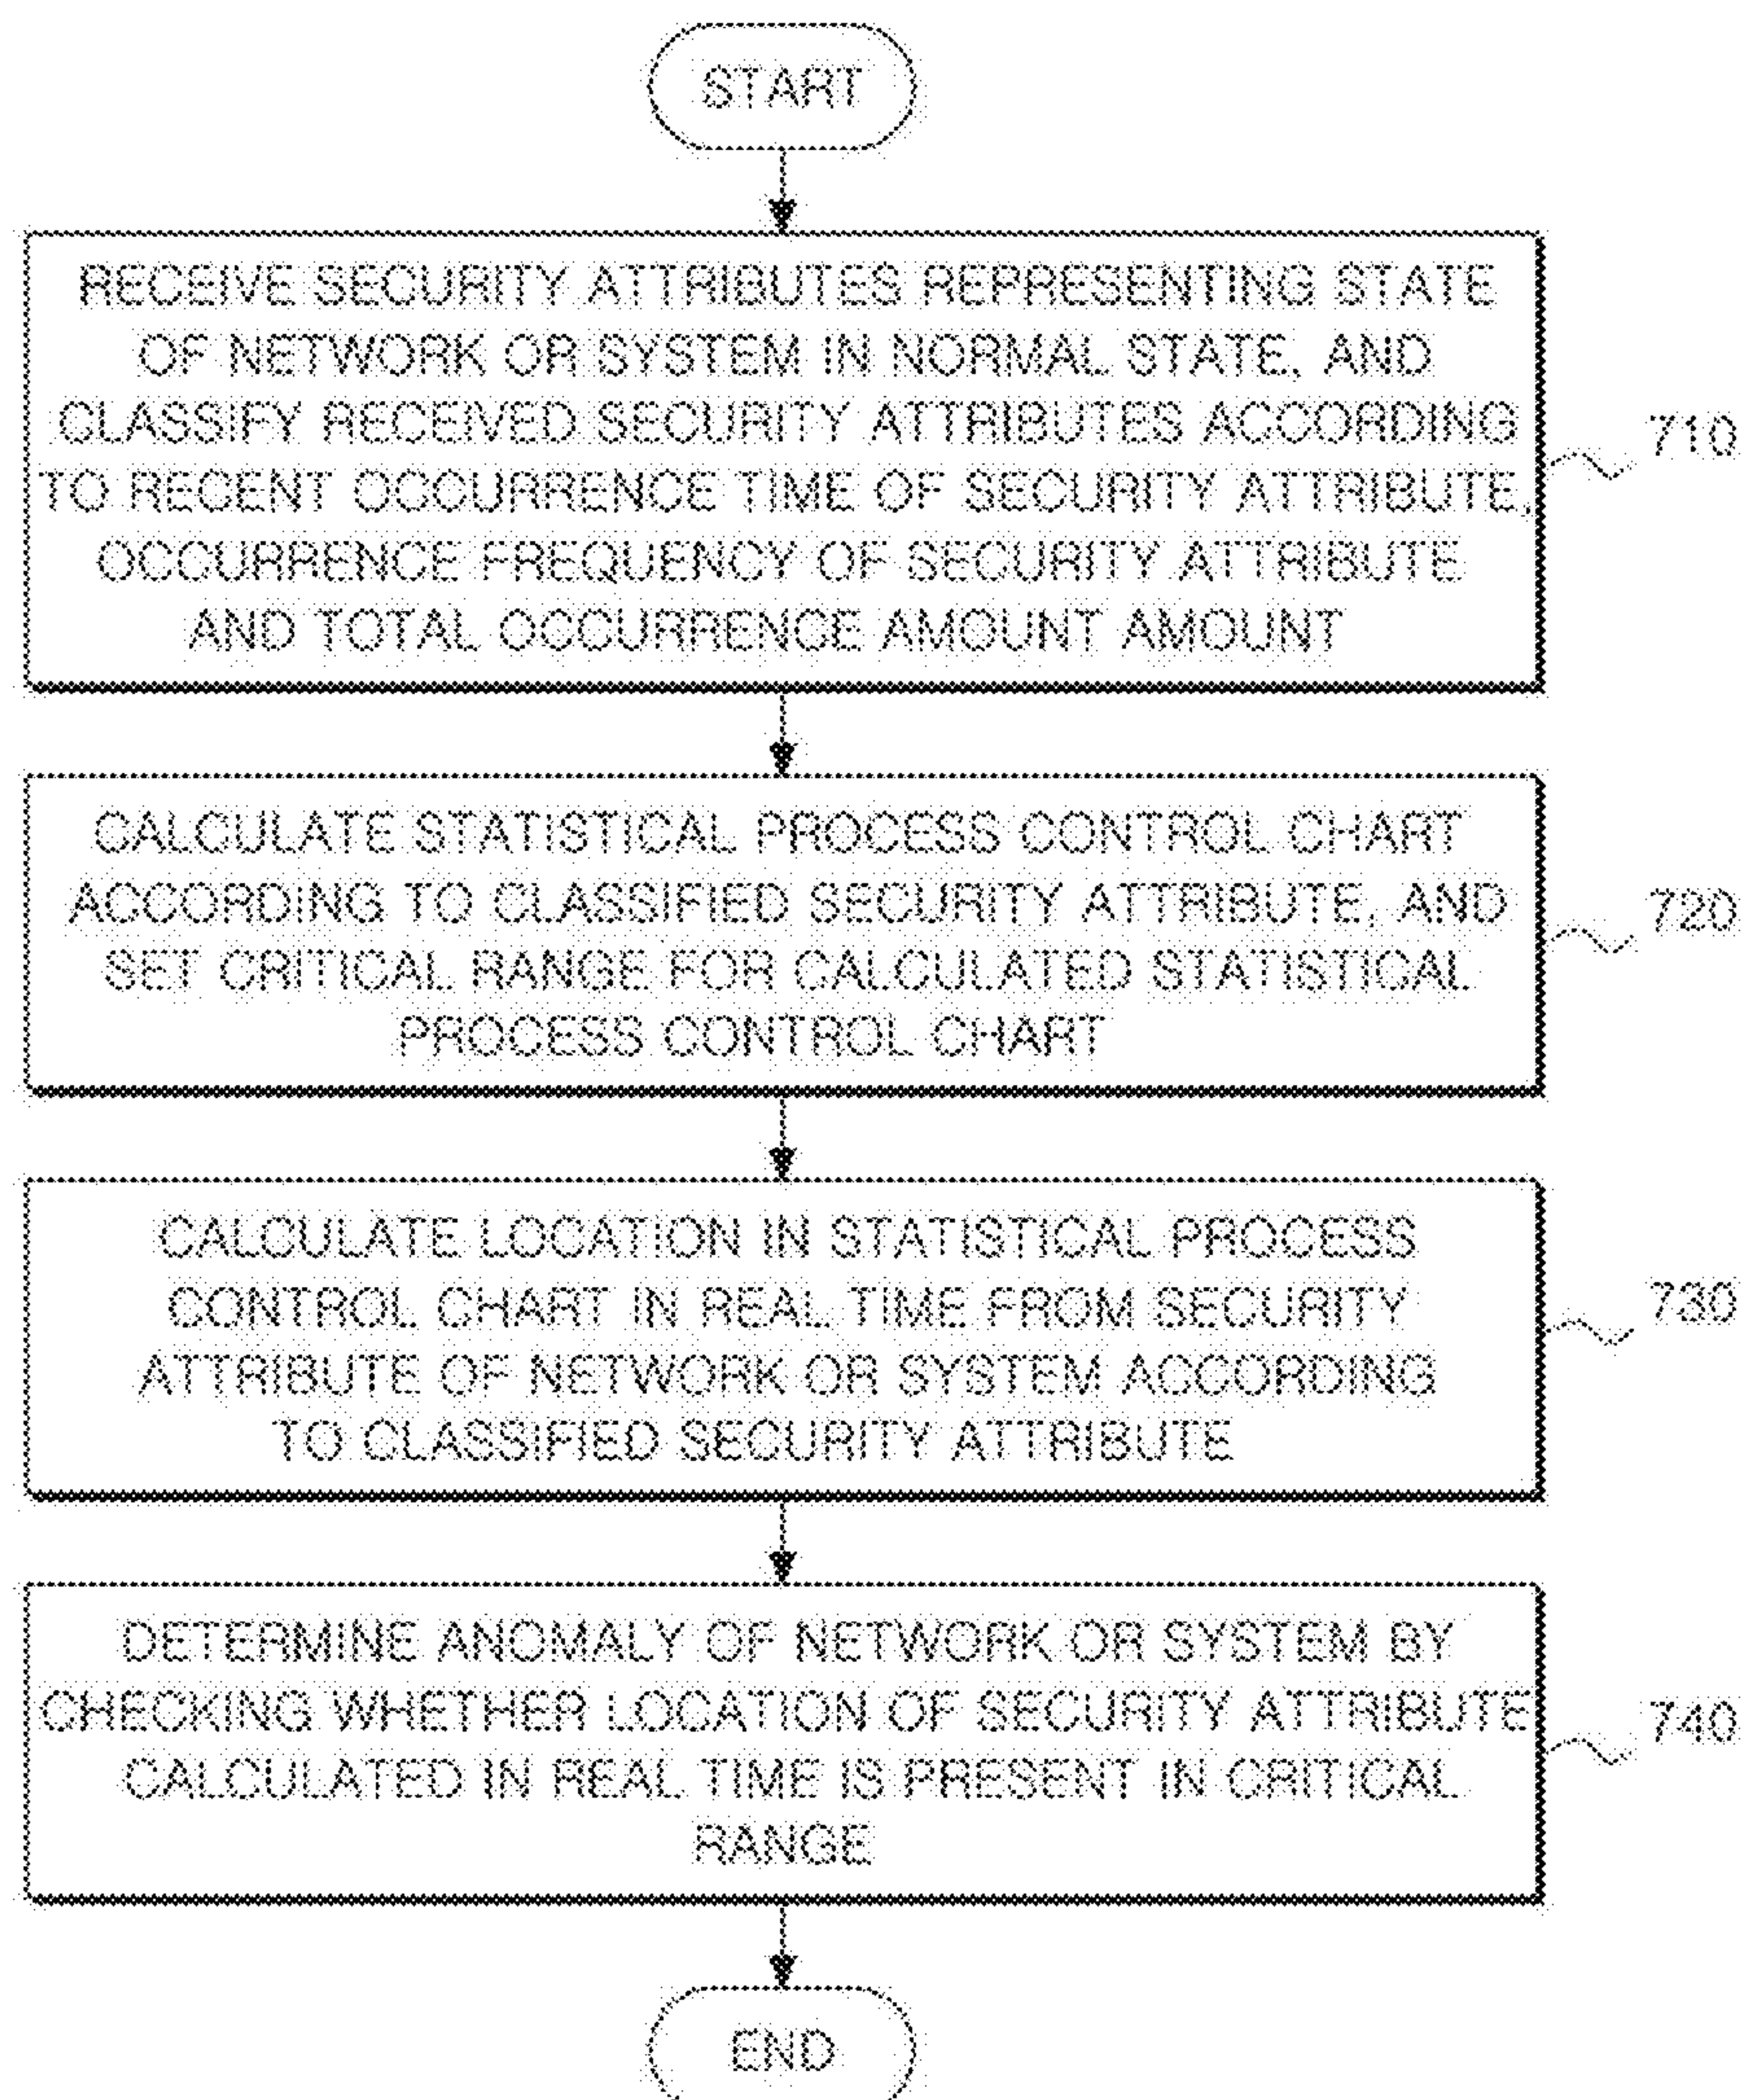 START
RECEIVE SECURITY ATTRIBUTES REPRESENTING STATE
OF NETWORK OR SYSTEM IN NORMAL STATE, AND
CLASSIFY RECEIVED SECURITY ATTRIBUTES ACCORDING
TO RECENT OCCURRENCE TIME OF SECURITY ATTRIBUTE,
OCCURRENCE FREQUENCY OF SECURITY ATTRIBUTE
AND TOTAL OCCURRENCE AMOUNT AMOUNT
710
CALCULATE STATISTICAL PROCESS CONTROL CHART
ACCORDING TO CLASSIFIED SECURITY ATTRIBUTE, AND
SET CRITICAL RANGE FOR CALCULATED STATISTICAL
PROCESS CONTROL CHART
720
CALCULATE LOCATION IN STATISTICAL PROCESS
CONTROL CHART IN REAL TIME FROM SECURITY
ATTRIBUTE OF NETWORK OR SYSTEM ACCORDING
TO CLASSIFIED SECURITY ATTRIBUTE
730
DETERMINE ANOMALY OF NETWORK OR SYSTEM BY
CHECKING WHETHER LOCATION OF SECURITY ATTRIBUTE
CALCULATED IN REAL TIME IS PRESENT IN CRITICAL
RANGE
740
END